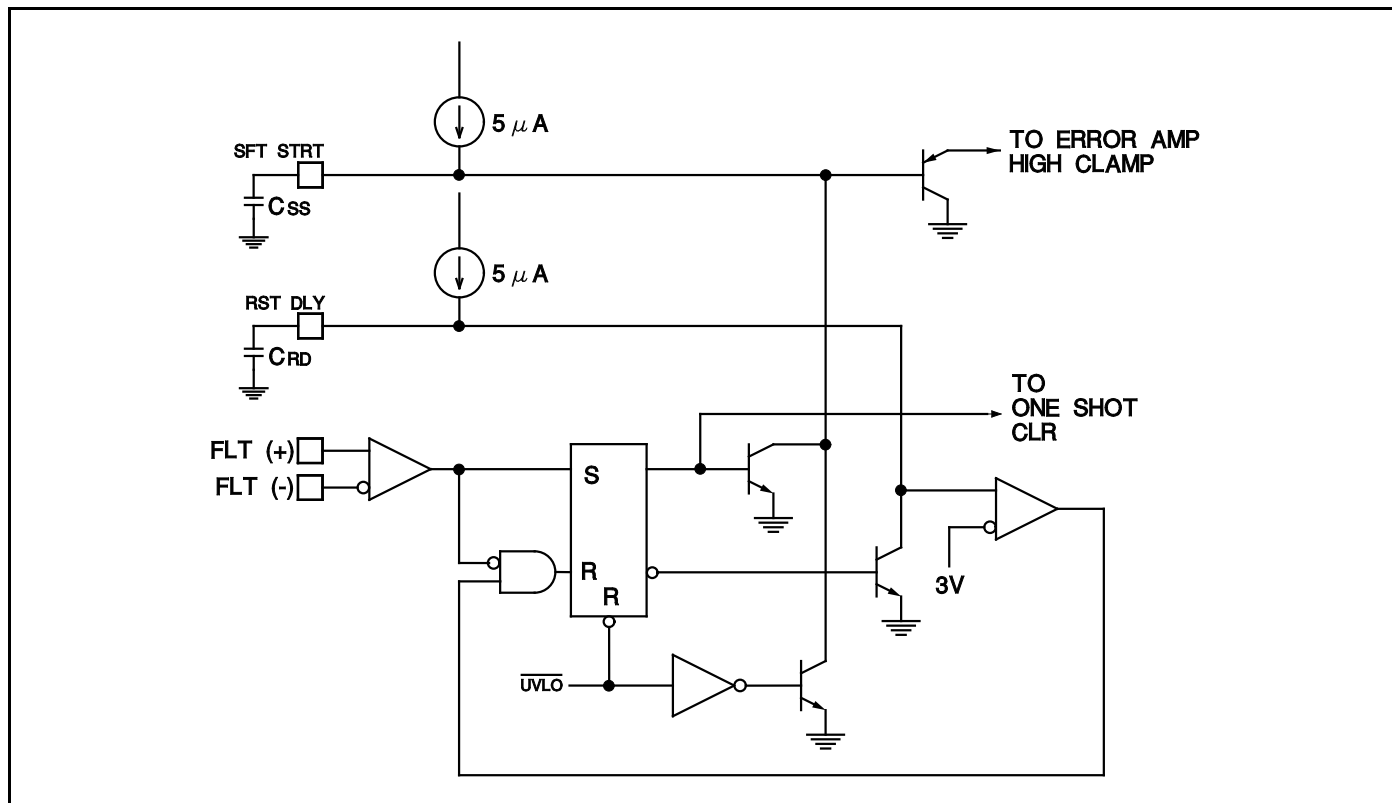 5 μA
SFT STRT
CSS
TO ERROR AMP
HIGH CLAMP
5 μA
RST DLY
CRD
TO
ONE SHOT
CLR
FLT (+)
FLT (-)
S
R
R
3V
UVLO